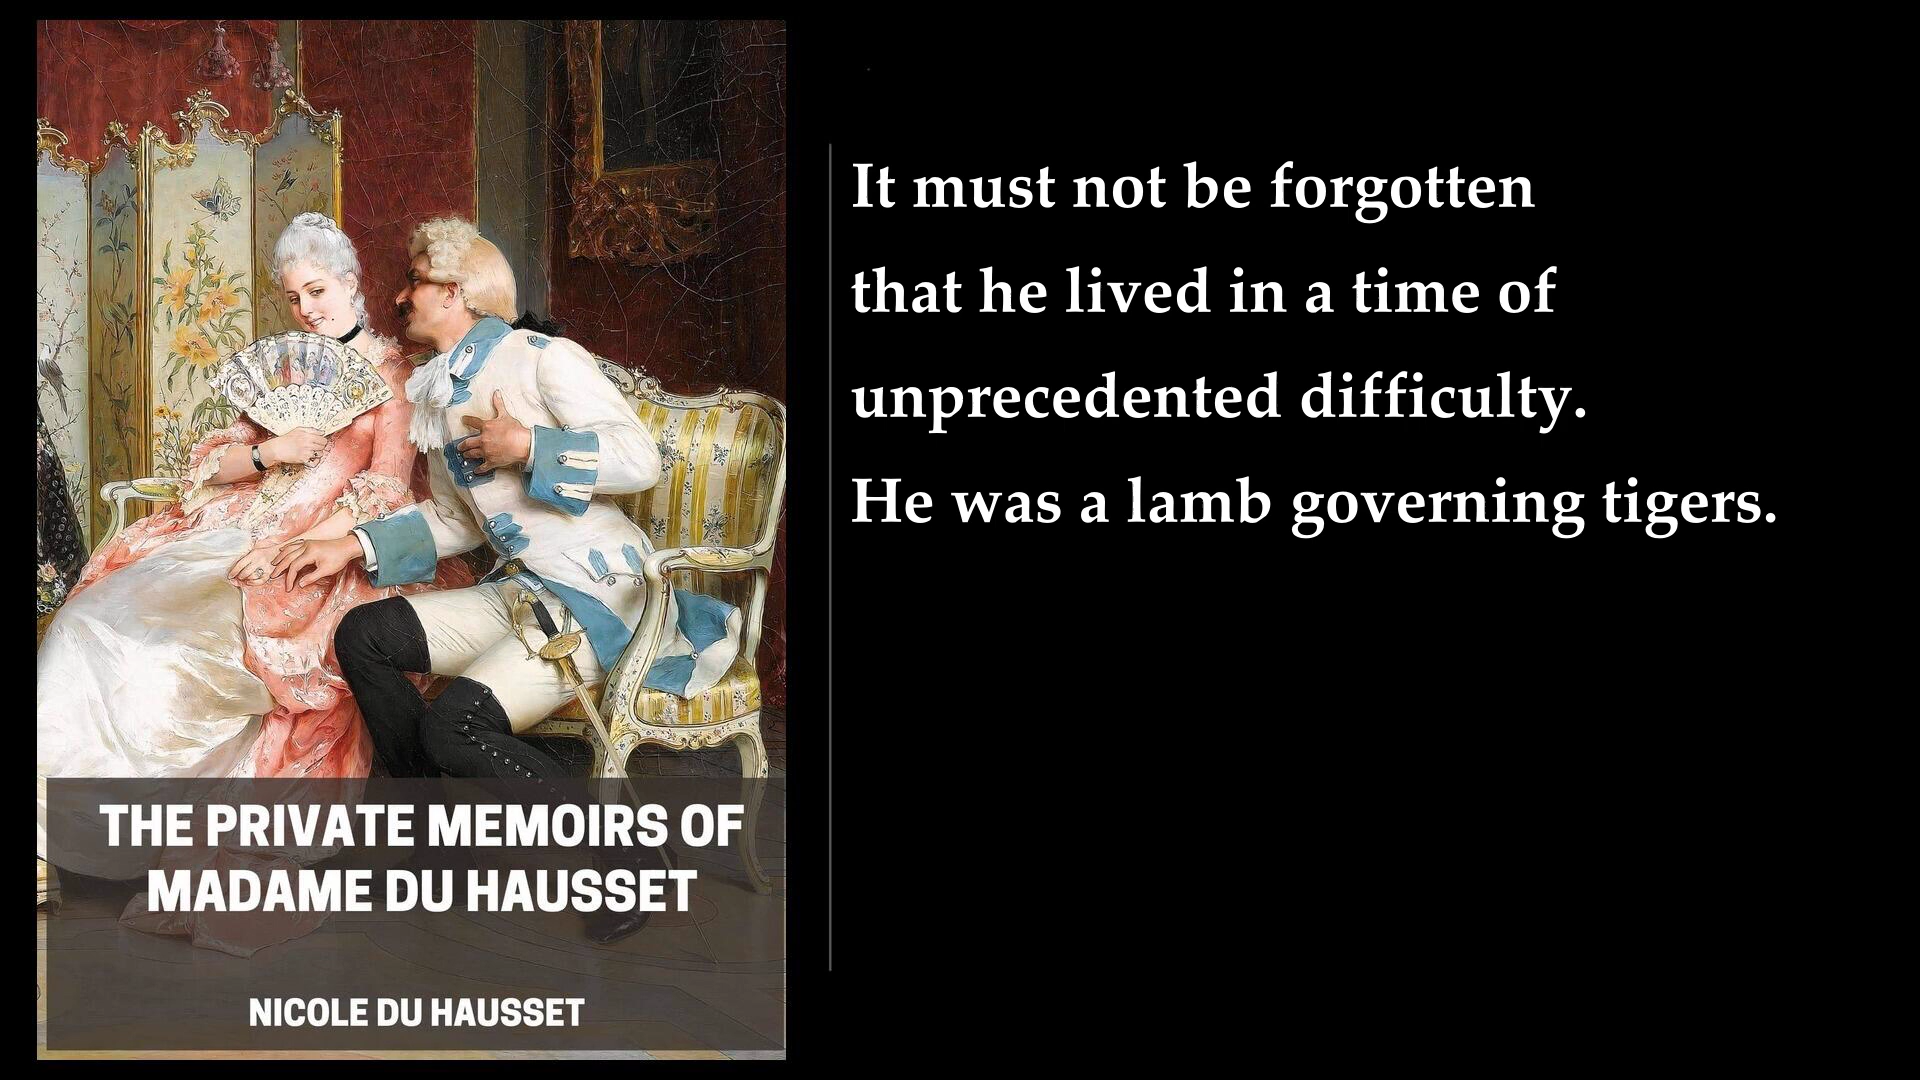 THE PRIVATE MEMOIRS OF
MADAME DU HAUSSET
NICOLE DU HAUSSET
It must not be forgotten
that he lived in a time of
unprecedented difficulty.
He was a lamb governing tigers.